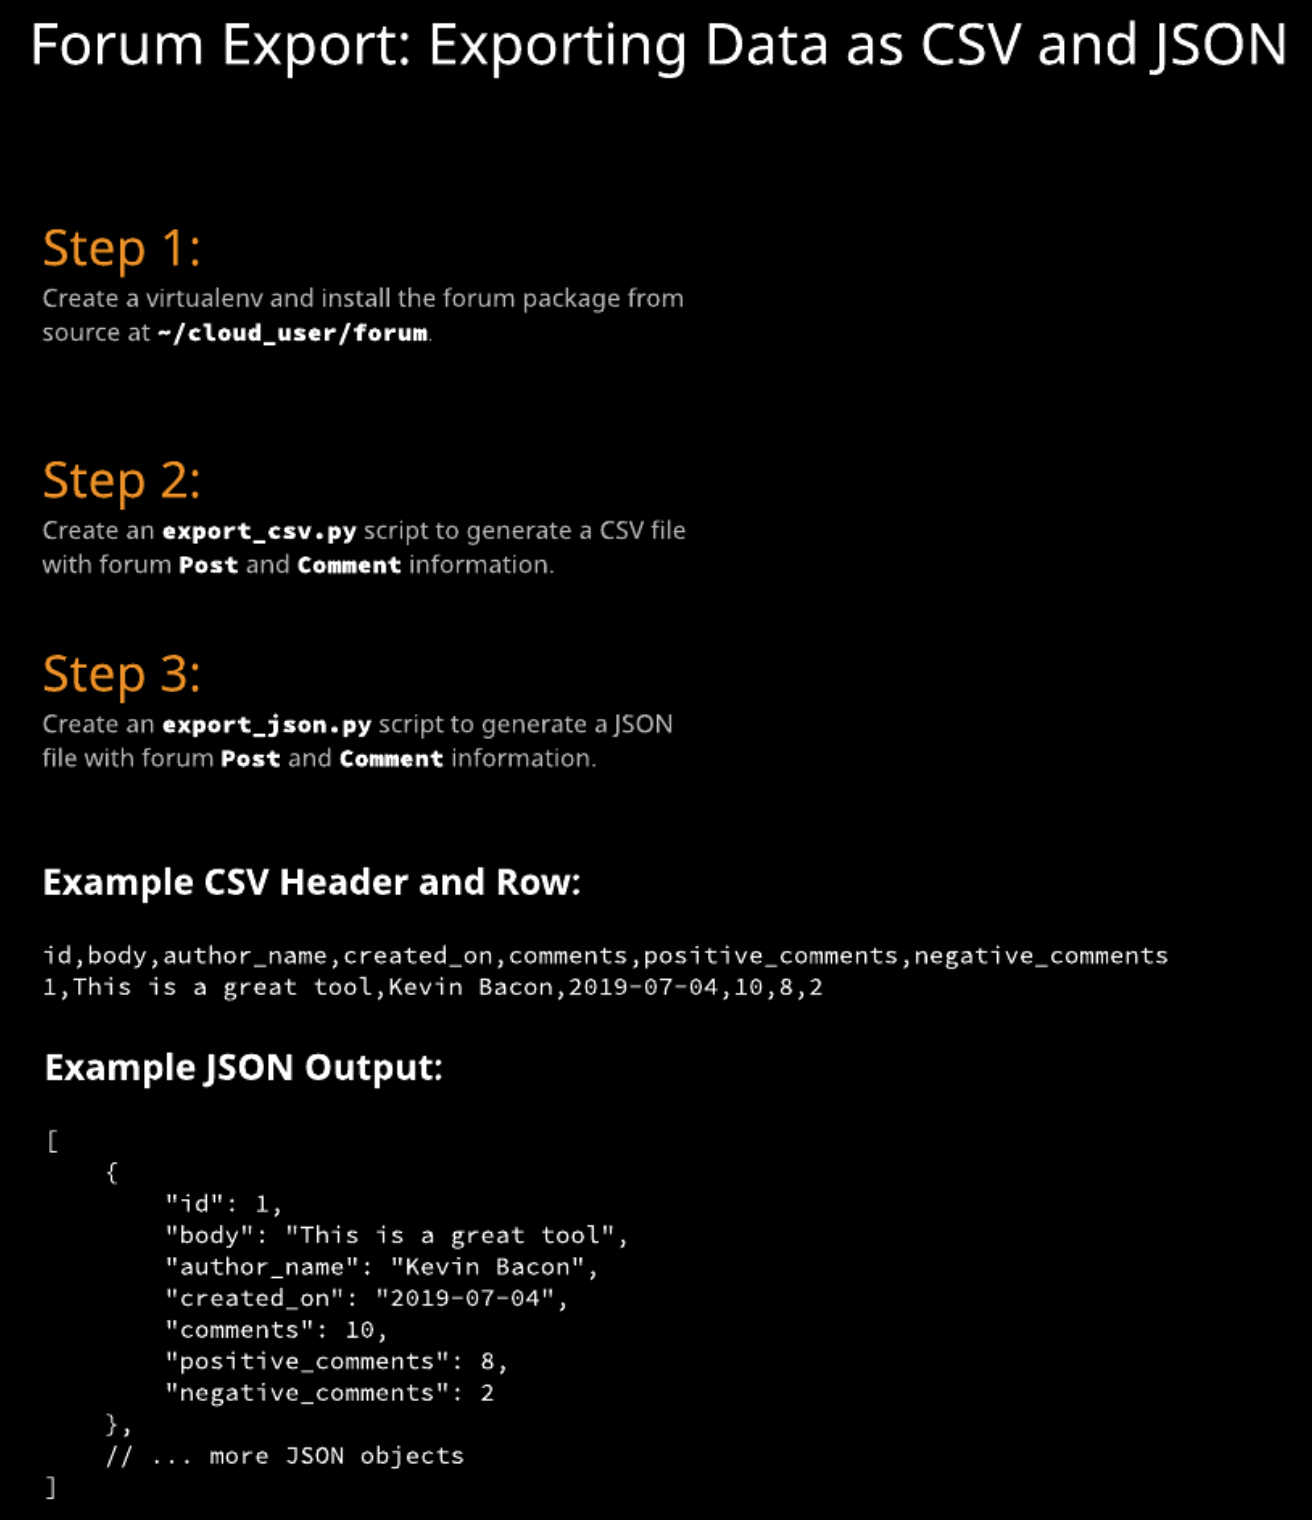 Forum Export: Exporting Data as CSV and JSON
Step 1:
Create a virtualenv and install the forum package from
source at ~/cloud_user/forum.
Step 2:
Create an export_csv.py script to generate a CSV file
with forum Post and Comment information.
Step 3:
Create an export_json.py script to generate a JSON
file with forum Post and Comment information.
Example CSV Header and Row:
id,body,author_name,created_on,comments,positive_comments,negative_comments
1,This is a great tool,Kevin Bacon,2019-07-04,10,8,2
Example JSON Output:
[
    {
        "id": 1,
        "body": "This is a great tool",
        "author_name": "Kevin Bacon",
        "created_on": "2019-07-04",
        "comments": 10,
        "positive_comments": 8,
        "negative_comments": 2
    },
    // ... more JSON objects
]